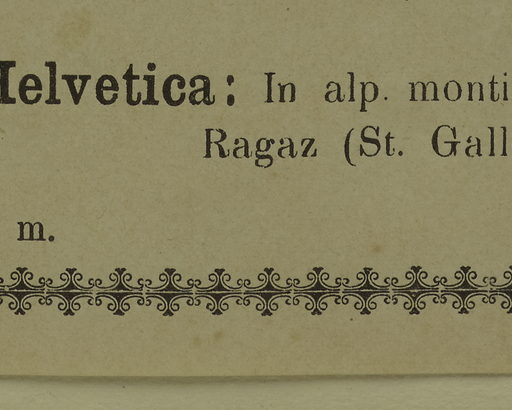 Helvetica: In alp. monti
Ragaz (St. Gall
m.